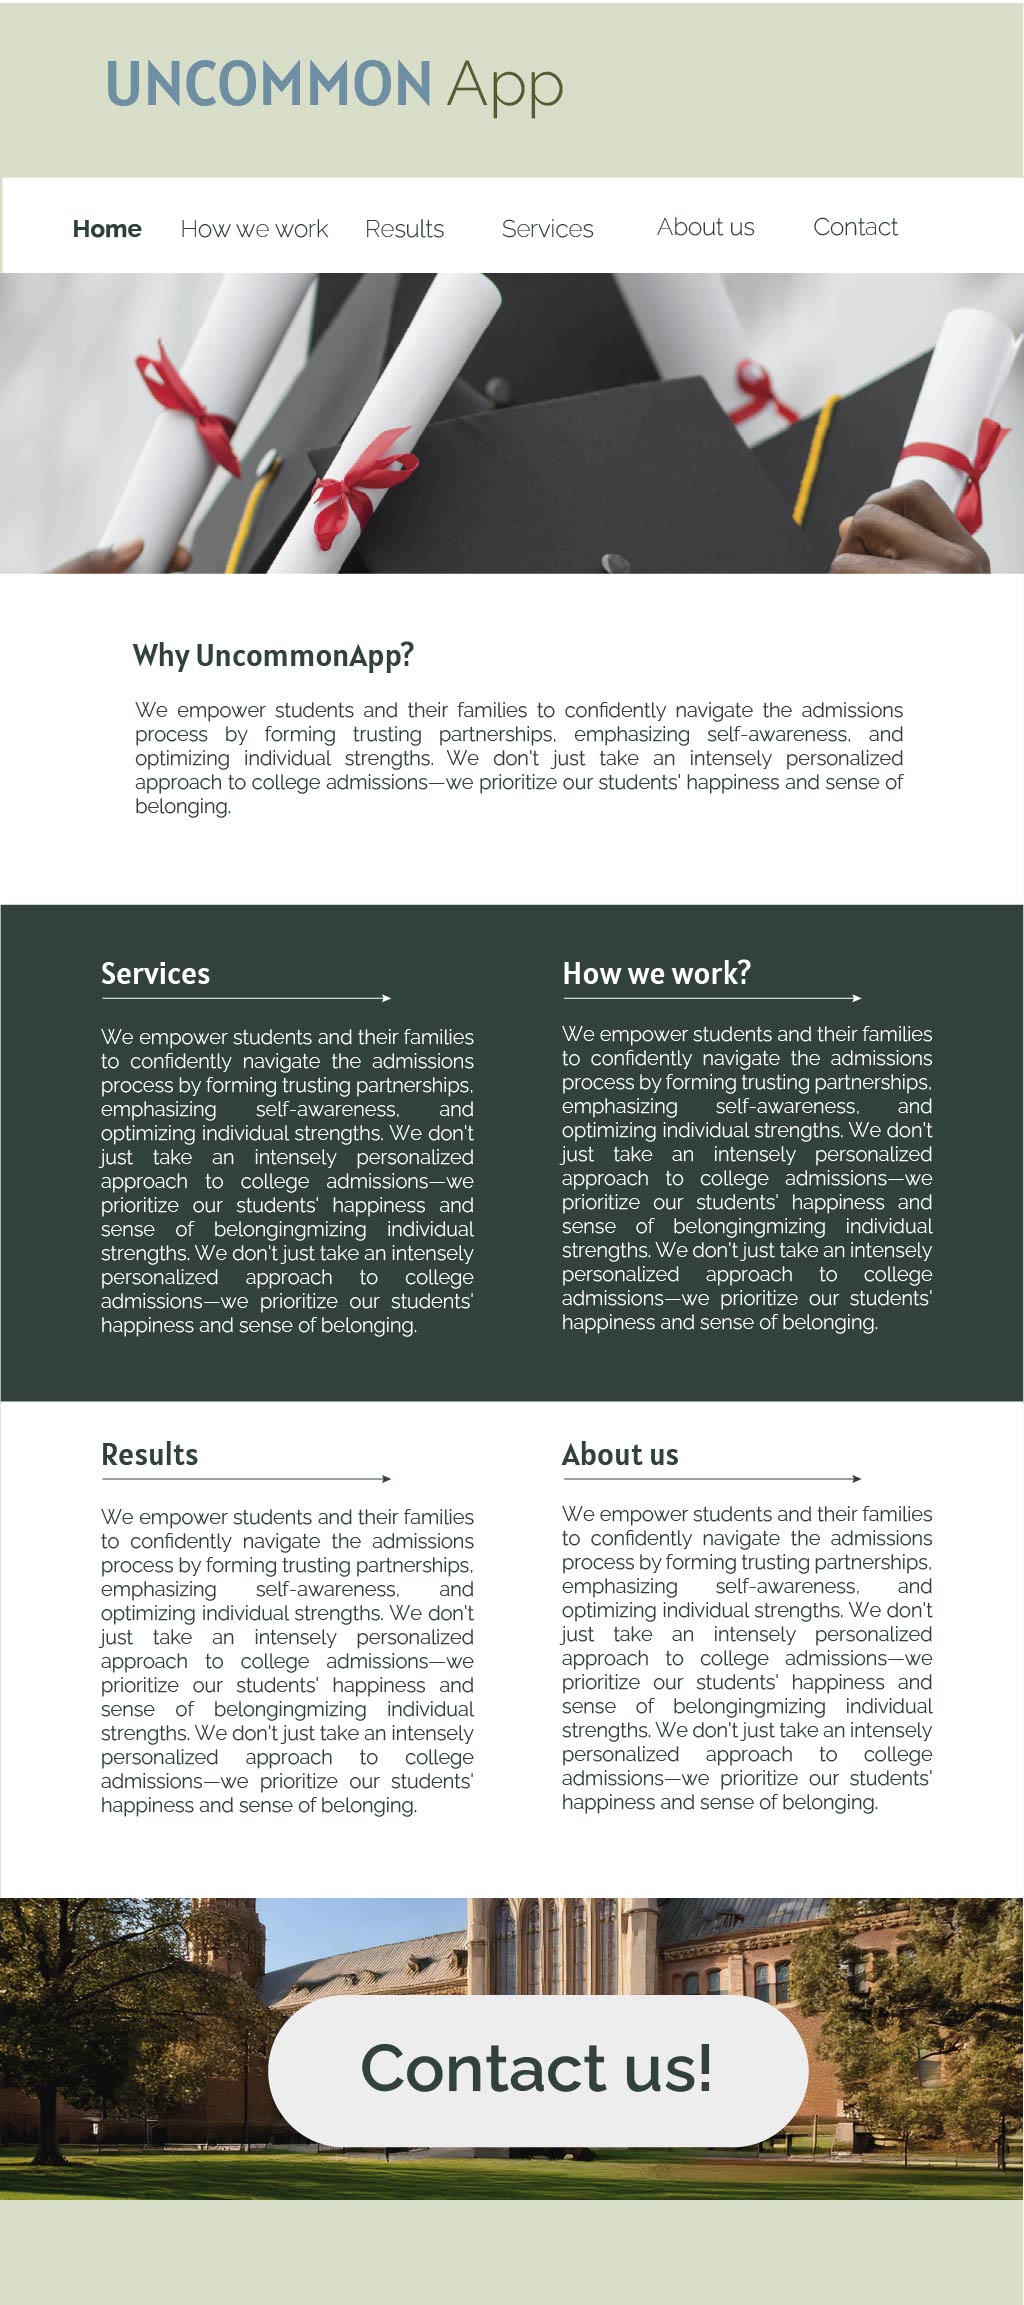 UNCOMMON App
Home How we work Results Services About us Contact
Why UncommonApp?
We empower students and their families to confidently navigate the admissions
process by forming trusting partnerships, emphasizing self-awareness, and
optimizing individual strengths. We don't just take an intensely personalized
approach to college admissions—we prioritize our students' happiness and sense of
belonging.
Services
We empower students and their families
to confidently navigate the admissions
process by forming trusting partnerships,
emphasizing self-awareness, and
optimizing individual strengths. We don't
just take an intensely personalized
approach to college admissions—we
prioritize our students' happiness and
sense of belongingmizing individual
strengths. We don't just take an intensely
personalized approach to college
admissions—we prioritize our students'
happiness and sense of belonging.
How we work?
We empower students and their families
to confidently navigate the admissions
process by forming trusting partnerships,
emphasizing self-awareness, and
optimizing individual strengths. We don't
just take an intensely personalized
approach to college admissions—we
prioritize our students' happiness and
sense of belongingmizing individual
strengths. We don't just take an intensely
personalized approach to college
admissions—we prioritize our students'
happiness and sense of belonging.
Results
We empower students and their families
to confidently navigate the admissions
process by forming trusting partnerships,
emphasizing self-awareness, and
optimizing individual strengths. We don't
just take an intensely personalized
approach to college admissions—we
prioritize our students' happiness and
sense of belongingmizing individual
strengths. We don't just take an intensely
personalized approach to college
admissions—we prioritize our students'
happiness and sense of belonging.
About us
We empower students and their families
to confidently navigate the admissions
process by forming trusting partnerships,
emphasizing self-awareness, and
optimizing individual strengths. We don't
just take an intensely personalized
approach to college admissions—we
prioritize our students' happiness and
sense of belongingmizing individual
strengths. We don't just take an intensely
personalized approach to college
admissions—we prioritize our students'
happiness and sense of belonging.
Contact us!